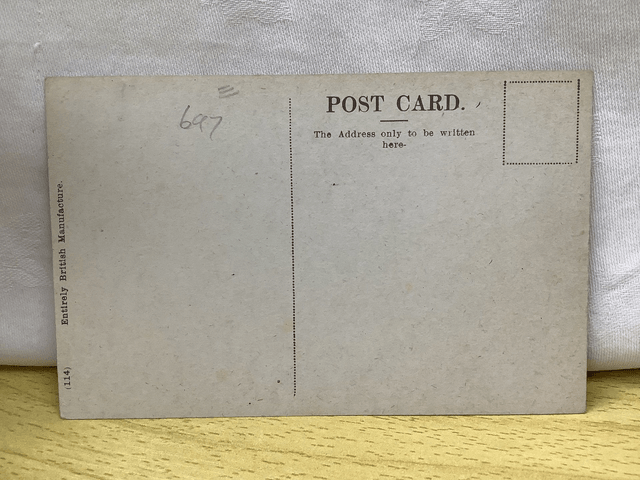 697
POST CARD.
The Address only to be written
here-
(114) Entirely British Manufacture.